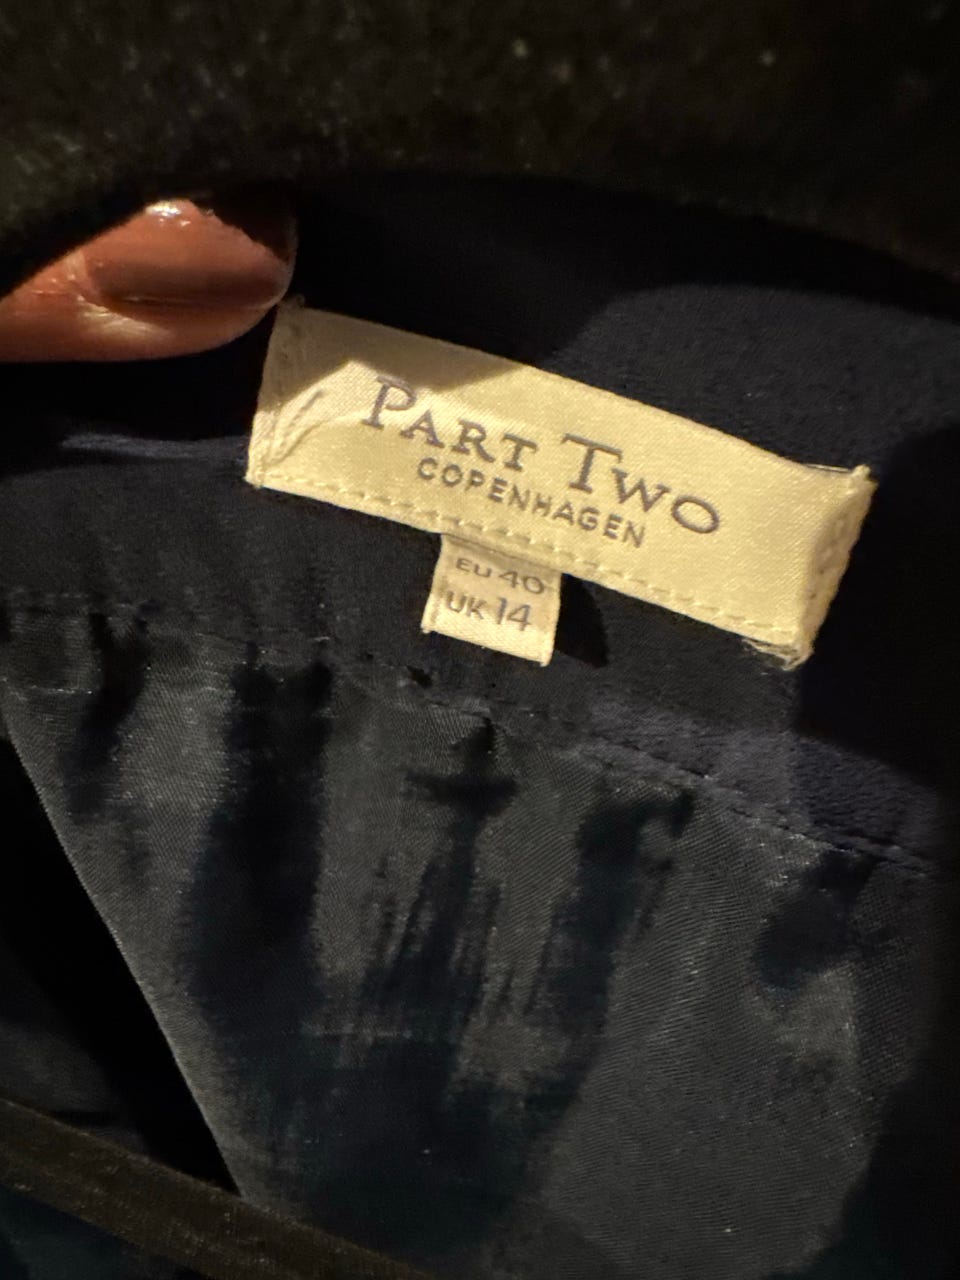 PART TWO
COPENHAGEN
EU 40
UK 14